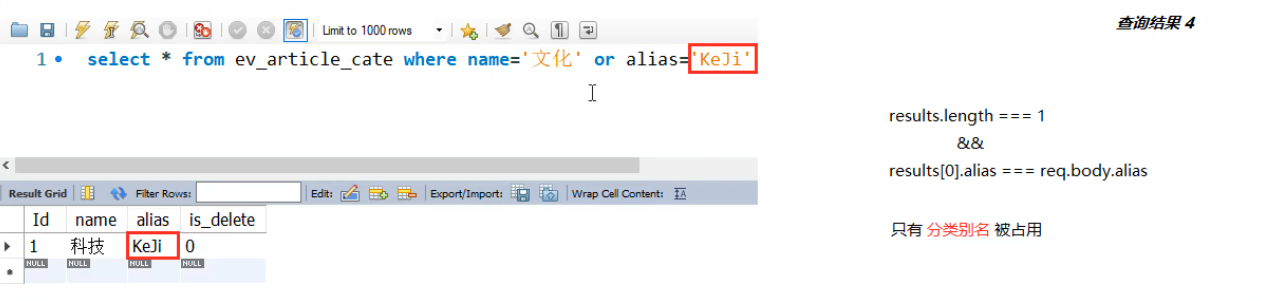 Limit to 1000 rows
查询结果 4
1 select * from ev_article_cate where name='文化' or alias='KeJi'
results.length === 1
&&
results[0].alias === req.body.alias
Result Grid Filter Rows: Edit: Export/Import: Wrap Cell Content:
Id name alias is_delete
1 科技 KeJi 0
NULL NULL NULL NULL
只有 分类别名 被占用